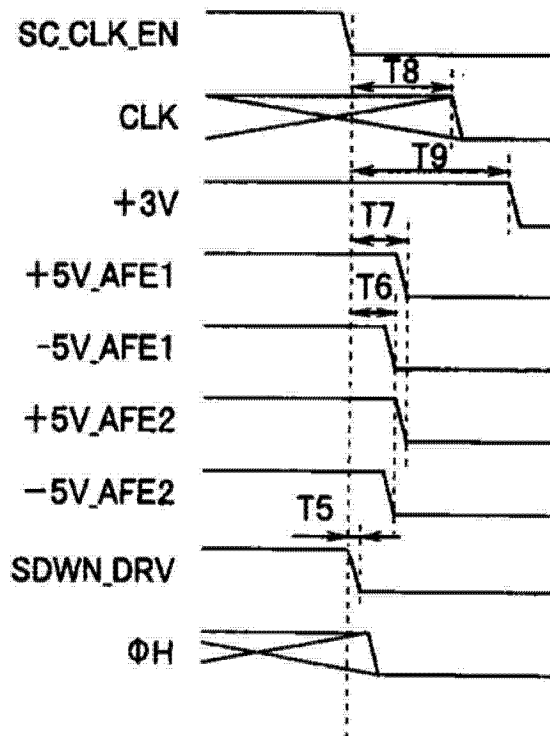 SC_CLK_EN
T8
CLK
T9
+3V
T7
+5V_AFE1
T6
-5V_AFE1
+5V_AFE2
-5V_AFE2
T5
SDWN_DRV
ΦH